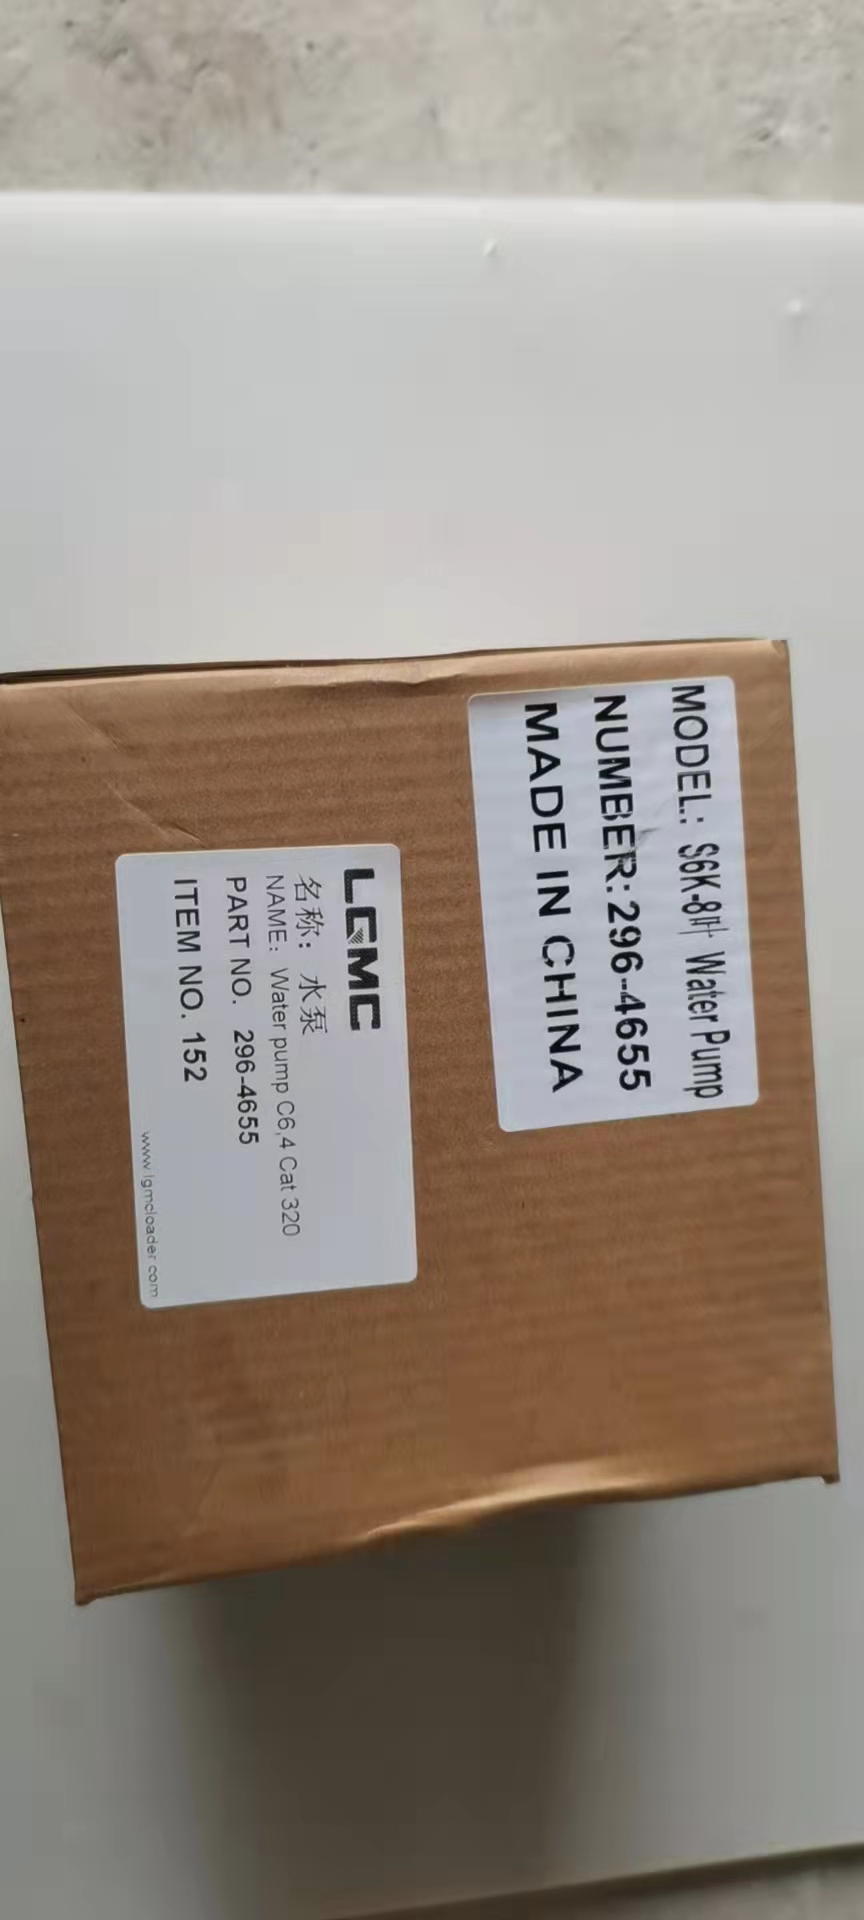 MODEL: S6K-8叶 Water Pump
NUMBER: 296-4655
MADE IN CHINA
LGMC
名称: 水泵
NAME: Water pump C6,4 Cat 320
PART NO. 296-4655
ITEM NO. 152
www.lgmcloader.com